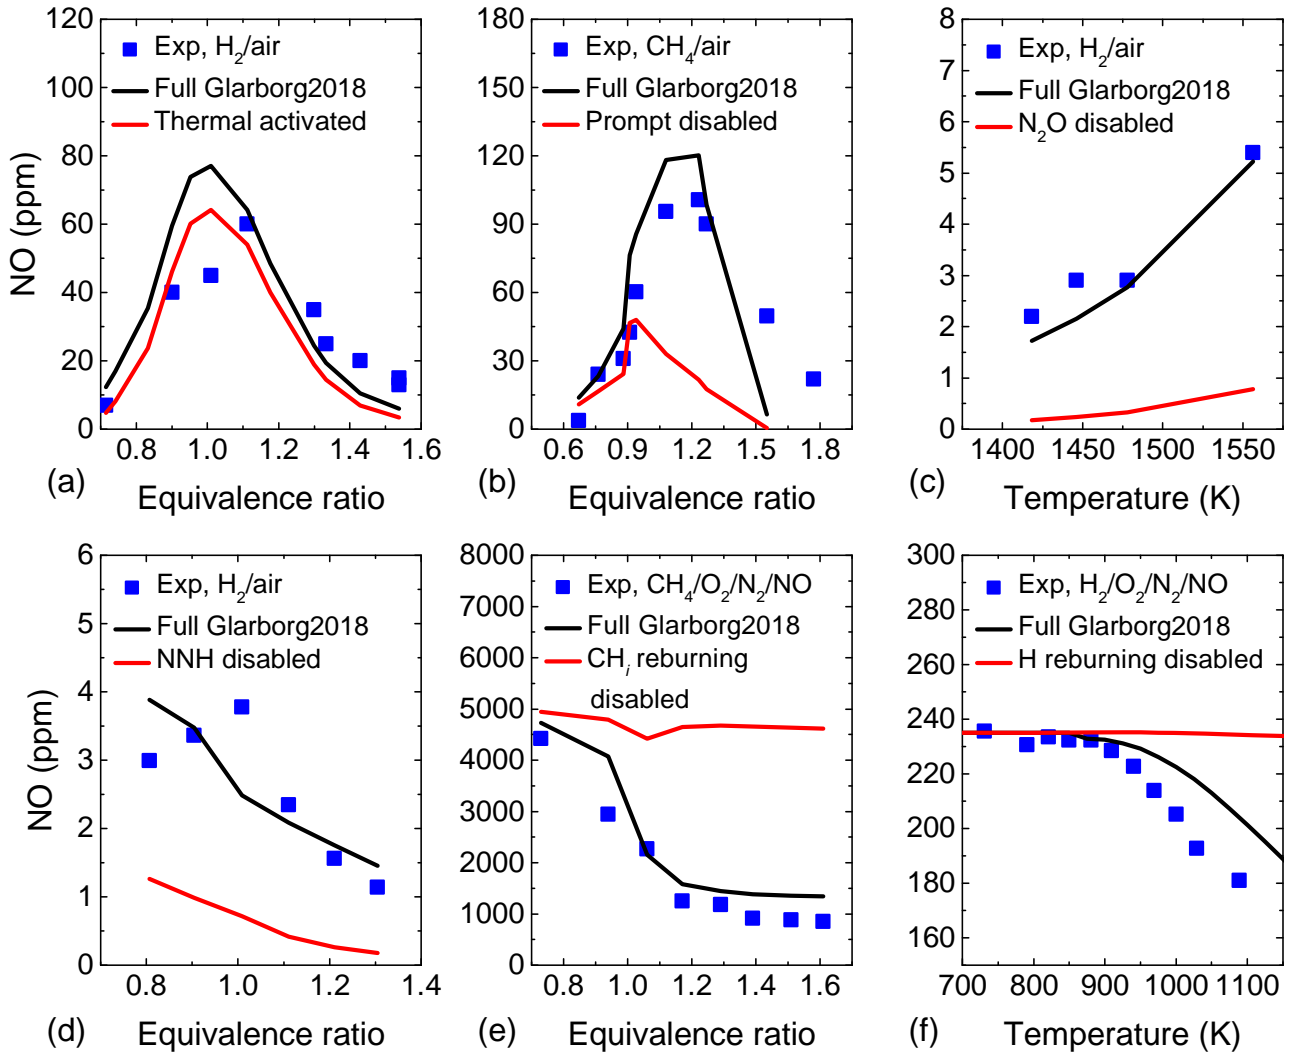 120
100
80
60
40
20
0
0.8
1.0
1.2
1.4
1.6
NO (ppm)
Exp, H2/air
Full Glarborg2018
Thermal activated
(a)
Equivalence ratio
180
150
120
90
60
30
0
0.6
0.9
1.2
1.5
1.8
Exp, CH4/air
Full Glarborg2018
Prompt disabled
(b)
Equivalence ratio
8
7
6
5
4
3
2
1
0
1400
1450
1500
1550
Exp, H2/air
Full Glarborg2018
N2O disabled
(c)
Temperature (K)
6
5
4
3
2
1
0
0.8
1.0
1.2
1.4
NO (ppm)
Exp, H2/air
Full Glarborg2018
NNH disabled
(d)
Equivalence ratio
8000
7000
6000
5000
4000
3000
2000
1000
0
0.8
1.0
1.2
1.4
1.6
Exp, CH4/O2/N2/NO
Full Glarborg2018
CHi reburning
disabled
(e)
Equivalence ratio
300
280
260
240
220
200
180
160
700
800
900
1000
1100
Exp, H2/O2/N2/NO
Full Glarborg2018
H reburning disabled
(f)
Temperature (K)